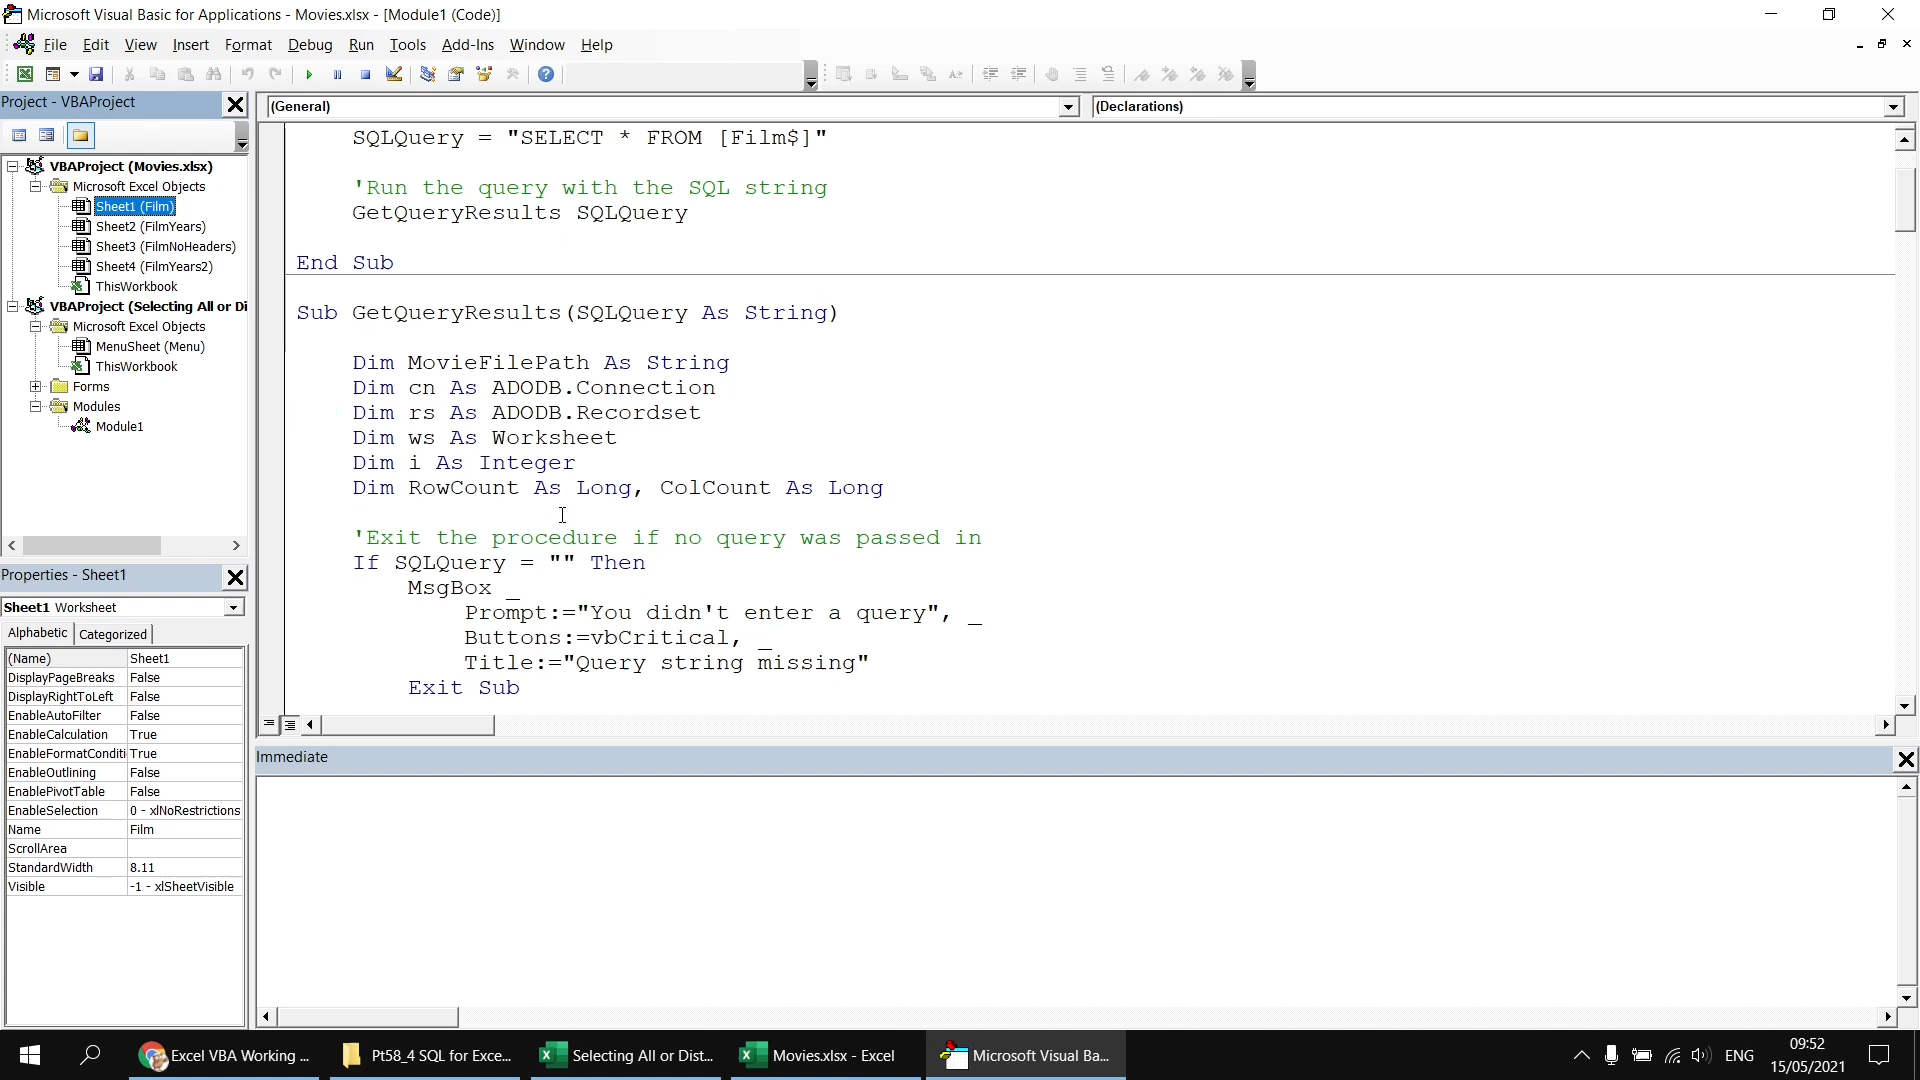 Microsoft Visual Basic for Applications - Movies.xlsx - [Module1 (Code)]
File Edit View Insert Format Debug Run Tools Add-Ins Window Help
Project - VBAProject
(General)
(Declarations)
VBAProject (Movies.xlsx)
Microsoft Excel Objects
Sheet1 (Film)
Sheet2 (FilmYears)
Sheet3 (FilmNoHeaders)
Sheet4 (FilmYears2)
ThisWorkbook
VBAProject (Selecting All or Di
Microsoft Excel Objects
MenuSheet (Menu)
ThisWorkbook
Forms
Modules
Module1
SQLQuery = "SELECT * FROM [Film$]"
'Run the query with the SQL string
GetQueryResults SQLQuery
End Sub
Sub GetQueryResults(SQLQuery As String)
Dim MovieFilePath As String
Dim cn As ADODB.Connection
Dim rs As ADODB.Recordset
Dim ws As Worksheet
Dim i As Integer
Dim RowCount As Long, ColCount As Long
'Exit the procedure if no query was passed in
If SQLQuery = "" Then
MsgBox _
Prompt:="You didn't enter a query", _
Buttons:=vbCritical, _
Title:="Query string missing"
Exit Sub
Properties - Sheet1
Sheet1 Worksheet
Alphabetic Categorized
(Name) Sheet1
DisplayPageBreaks False
DisplayRightToLeft False
EnableAutoFilter False
EnableCalculation True
EnableFormatConditi True
EnableOutlining False
EnablePivotTable False
EnableSelection 0 - xlNoRestrictions
Name Film
ScrollArea
StandardWidth 8.11
Visible -1 - xlSheetVisible
Immediate
Excel VBA Working ...
Pt58_4 SQL for Exce...
Selecting All or Dist...
Movies.xlsx - Excel
Microsoft Visual Ba...
ENG
09:52
15/05/2021